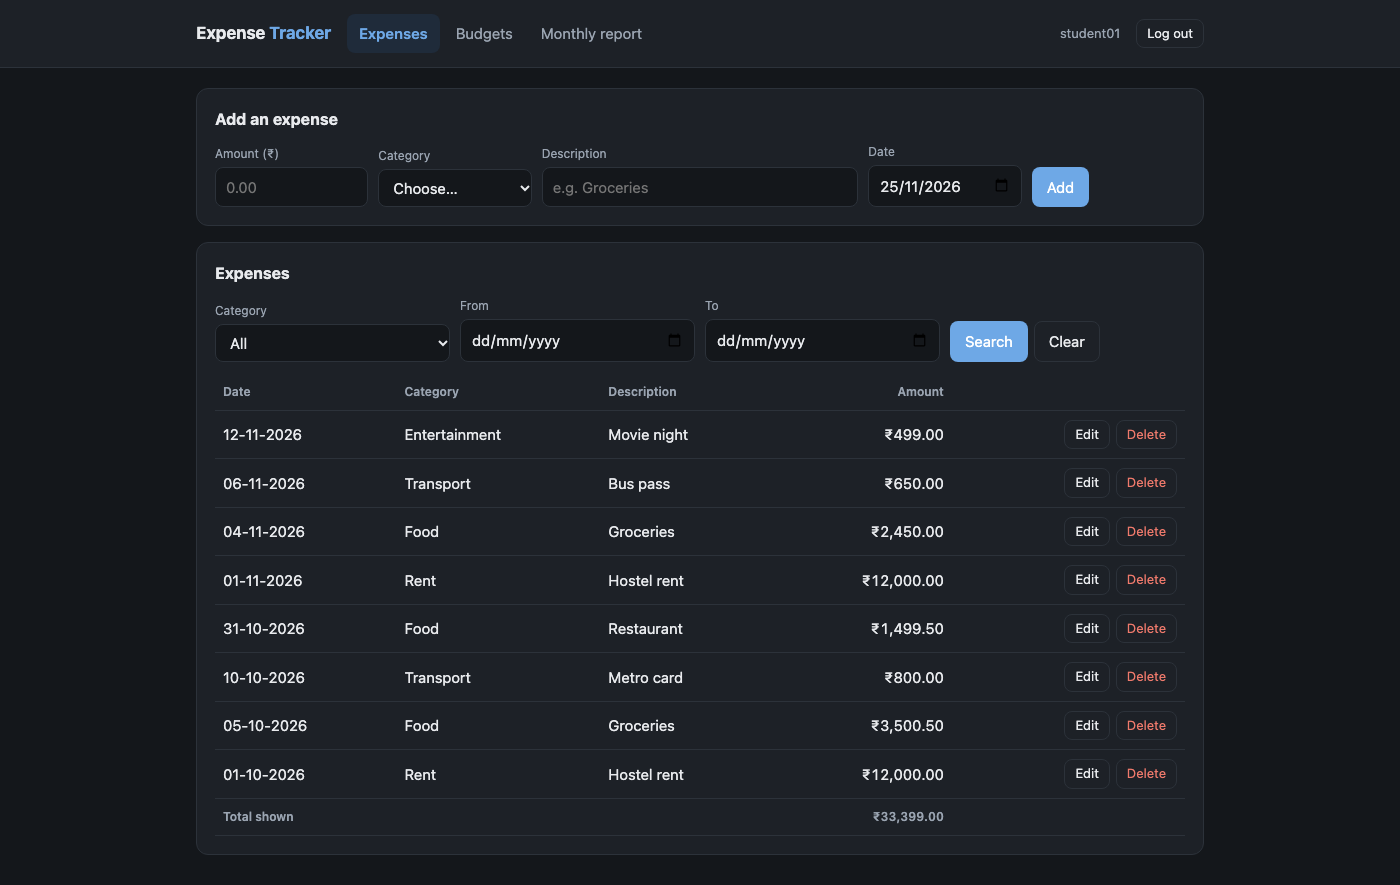 Expense Tracker Expenses Budgets Monthly report student01 Log out
Add an expense
Amount (₹) Category Description Date
0.00 Choose... e.g. Groceries 25/11/2026 Add
Expenses
Category From To
All dd/mm/yyyy dd/mm/yyyy Search Clear
Date Category Description Amount
12-11-2026 Entertainment Movie night ₹499.00 Edit Delete
06-11-2026 Transport Bus pass ₹650.00 Edit Delete
04-11-2026 Food Groceries ₹2,450.00 Edit Delete
01-11-2026 Rent Hostel rent ₹12,000.00 Edit Delete
31-10-2026 Food Restaurant ₹1,499.50 Edit Delete
10-10-2026 Transport Metro card ₹800.00 Edit Delete
05-10-2026 Food Groceries ₹3,500.50 Edit Delete
01-10-2026 Rent Hostel rent ₹12,000.00 Edit Delete
Total shown ₹33,399.00